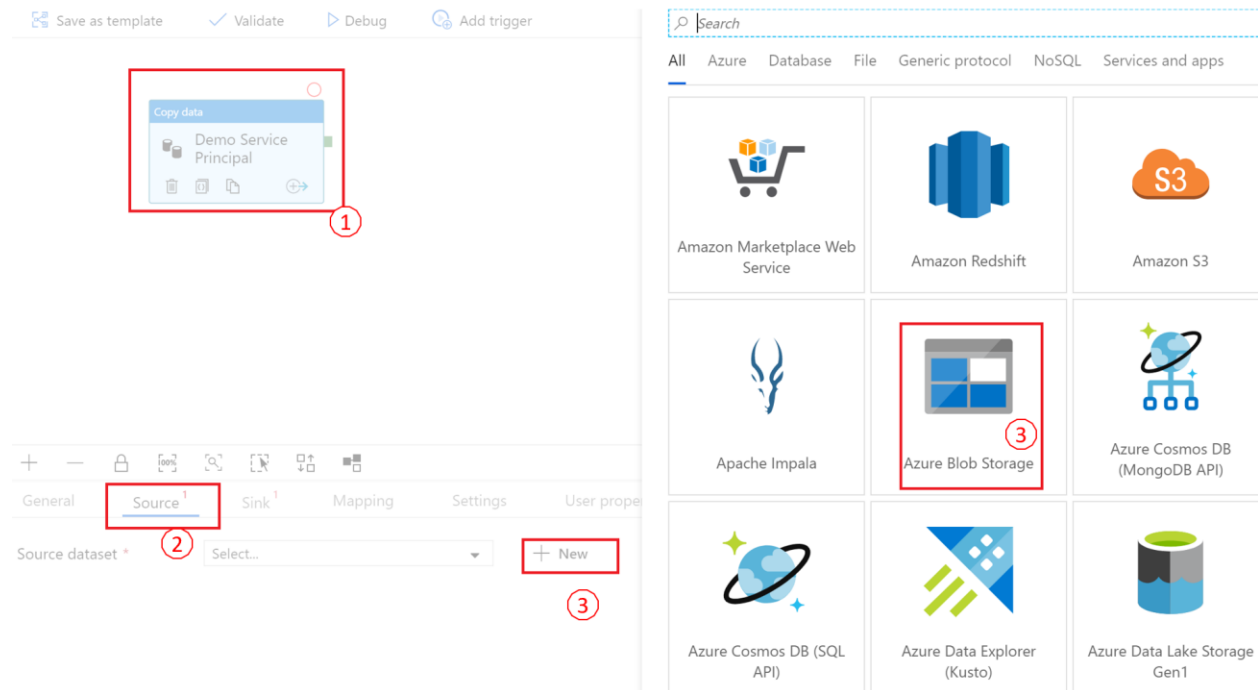 Save as template
Validate
Debug
Add trigger
Copy data
Demo Service
Principal
1
100%
General
Source 1
Sink 1
Mapping
Settings
User prope
2
Source dataset *
Select...
+ New
3
Search
All Azure Database File Generic protocol NoSQL Services and apps
Amazon Marketplace Web
Service
Amazon Redshift
S3
Amazon S3
Apache Impala
3
Azure Blob Storage
Azure Cosmos DB
(MongoDB API)
Azure Cosmos DB (SQL
API)
Azure Data Explorer
(Kusto)
Azure Data Lake Storage
Gen1